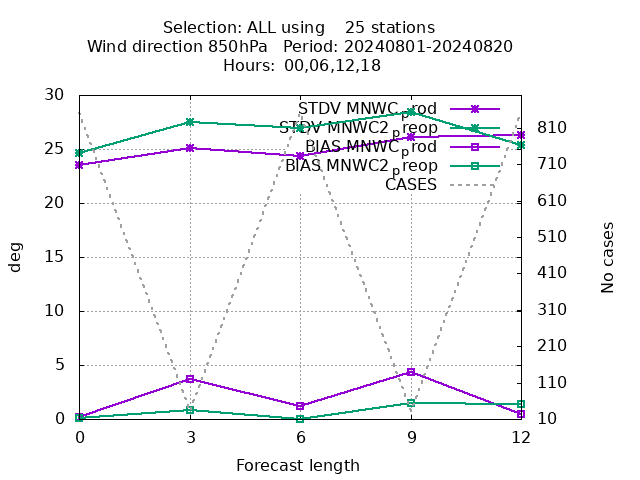 Selection: ALL using 25 stations
Wind direction 850hPa Period: 20240801-20240820
Hours: 00,06,12,18
STDV MNWC_prod
STDV MNWC2_preop
BIAS MNWC_prod
BIAS MNWC2_preop
CASES
30
25
20
15
10
5
0
810
710
610
510
410
310
210
110
10
deg
No cases
0 3 6 9 12
Forecast length